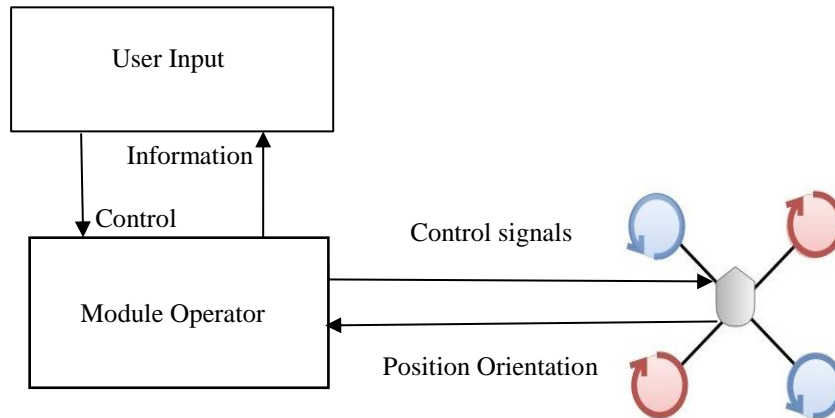 User Input
Information
Control
Control signals
Module Operator
Position Orientation